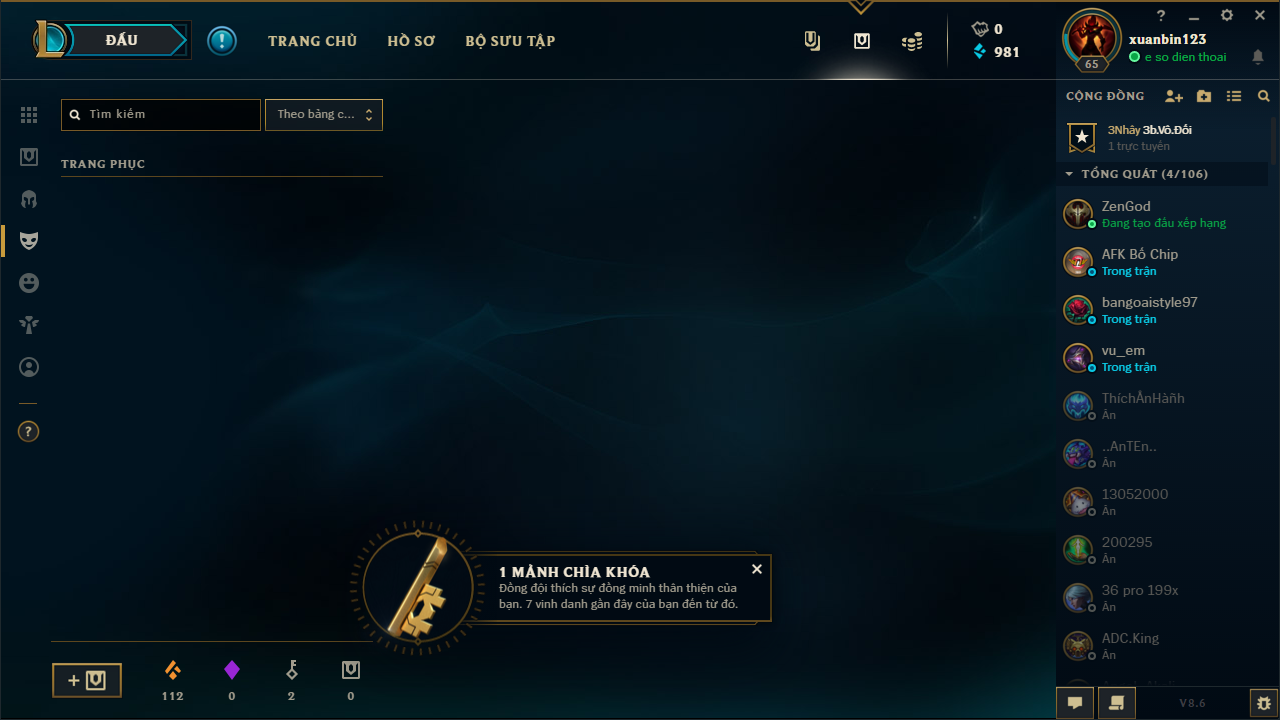 ĐẤU
TRANG CHỦ
HỒ SƠ
BỘ SƯU TẬP
0
981
65
xuanbin123
e so dien thoai
Tìm kiếm
Theo bảng c...
TRANG PHỤC
CỘNG ĐỒNG
3Nhây 3b.Vô.Đối
1 trực tuyến
TỔNG QUÁT (4/106)
ZenGod
Đang tạo đấu xếp hạng
AFK Bố Chip
Trong trận
bangoaistyle97
Trong trận
vu_em
Trong trận
ThíchẲnHàñh
Ẩn
..AnTEn..
Ẩn
13052000
Ẩn
200295
Ẩn
36 pro 199x
Ẩn
ADC.King
Ẩn
1 MẢNH CHÌA KHÓA
Đồng đội thích sự đồng minh thân thiện của
bạn. 7 vinh danh gần đây của bạn đến từ đó.
112
0
2
0
V8.6